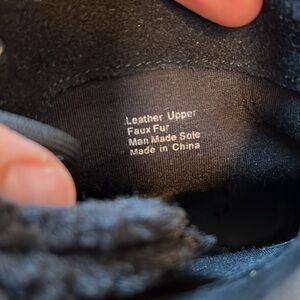 Leather Upper
Faux Fur
Man Made Sole
Made in China